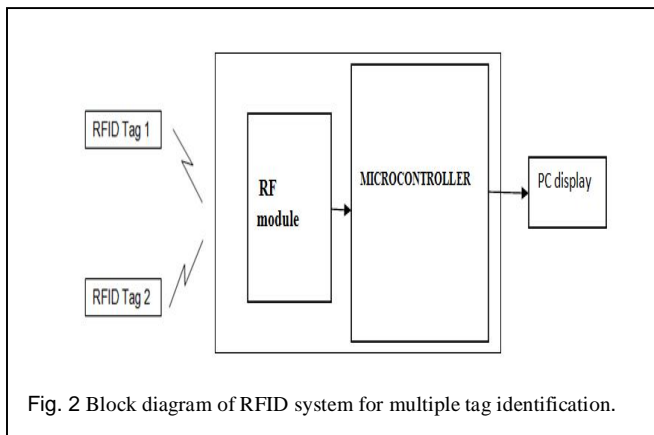 RFID Tag 1
RFID Tag 2
RF
module
MICROCONTROLLER
PC display
Fig. 2 Block diagram of RFID system for multiple tag identification.